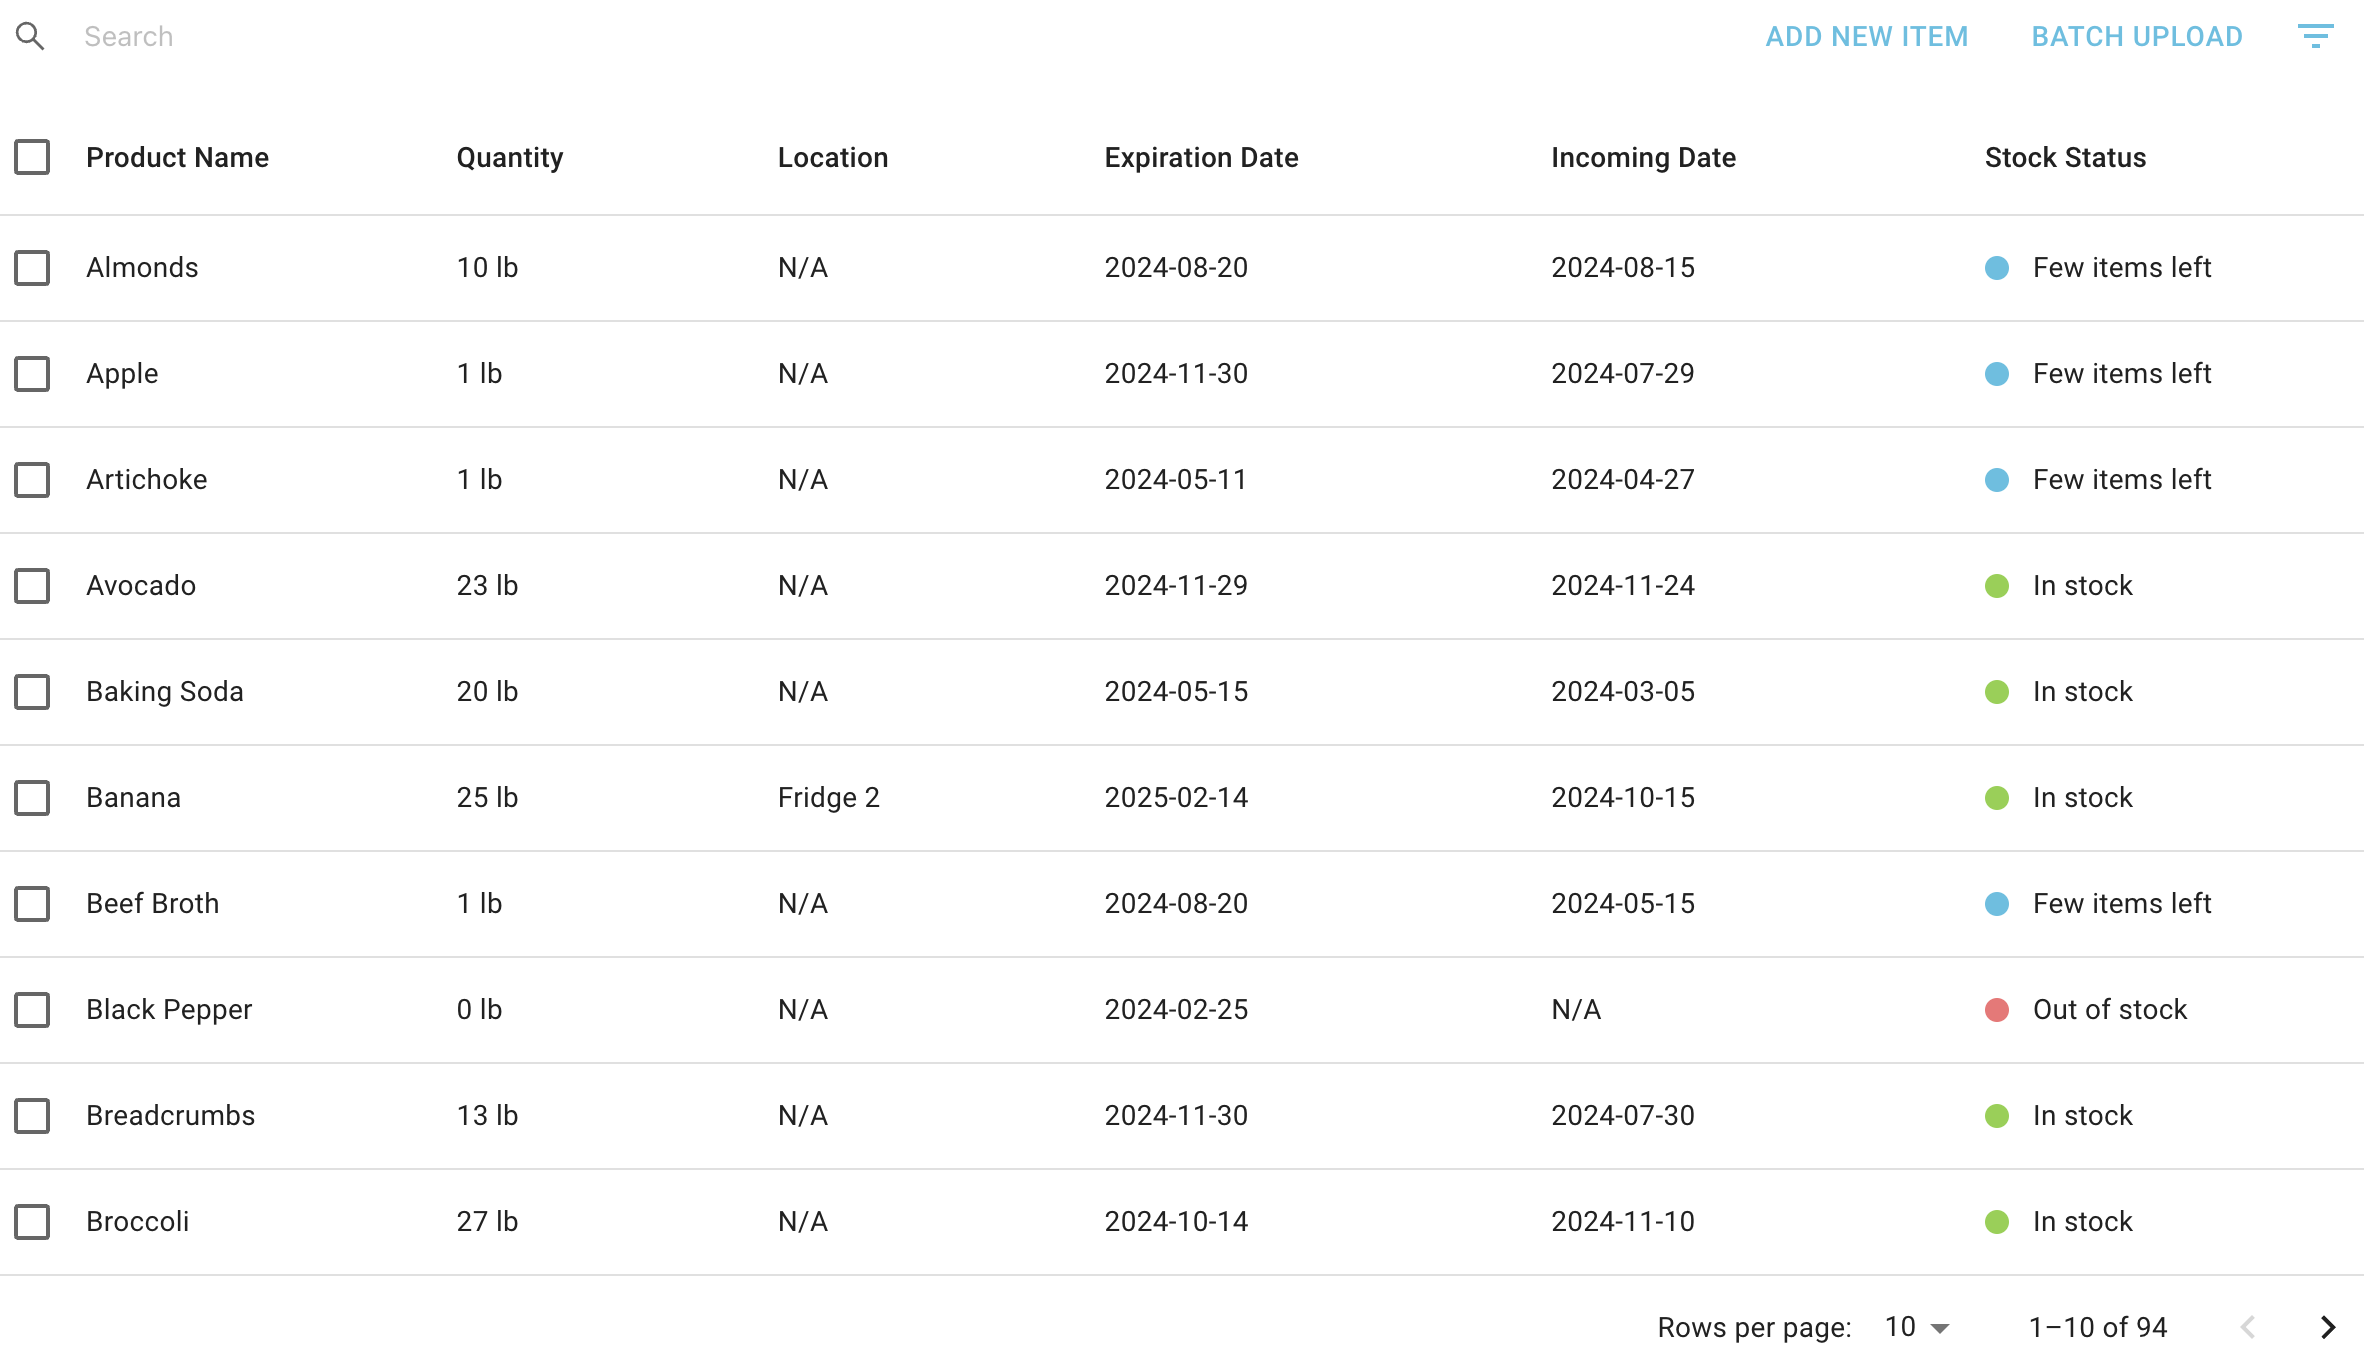 Search ADD NEW ITEM BATCH UPLOAD
Product Name Quantity Location Expiration Date Incoming Date Stock Status
Almonds 10 lb N/A 2024-08-20 2024-08-15 Few items left
Apple 1 lb N/A 2024-11-30 2024-07-29 Few items left
Artichoke 1 lb N/A 2024-05-11 2024-04-27 Few items left
Avocado 23 lb N/A 2024-11-29 2024-11-24 In stock
Baking Soda 20 lb N/A 2024-05-15 2024-03-05 In stock
Banana 25 lb Fridge 2 2025-02-14 2024-10-15 In stock
Beef Broth 1 lb N/A 2024-08-20 2024-05-15 Few items left
Black Pepper 0 lb N/A 2024-02-25 N/A Out of stock
Breadcrumbs 13 lb N/A 2024-11-30 2024-07-30 In stock
Broccoli 27 lb N/A 2024-10-14 2024-11-10 In stock
Rows per page: 10 1–10 of 94